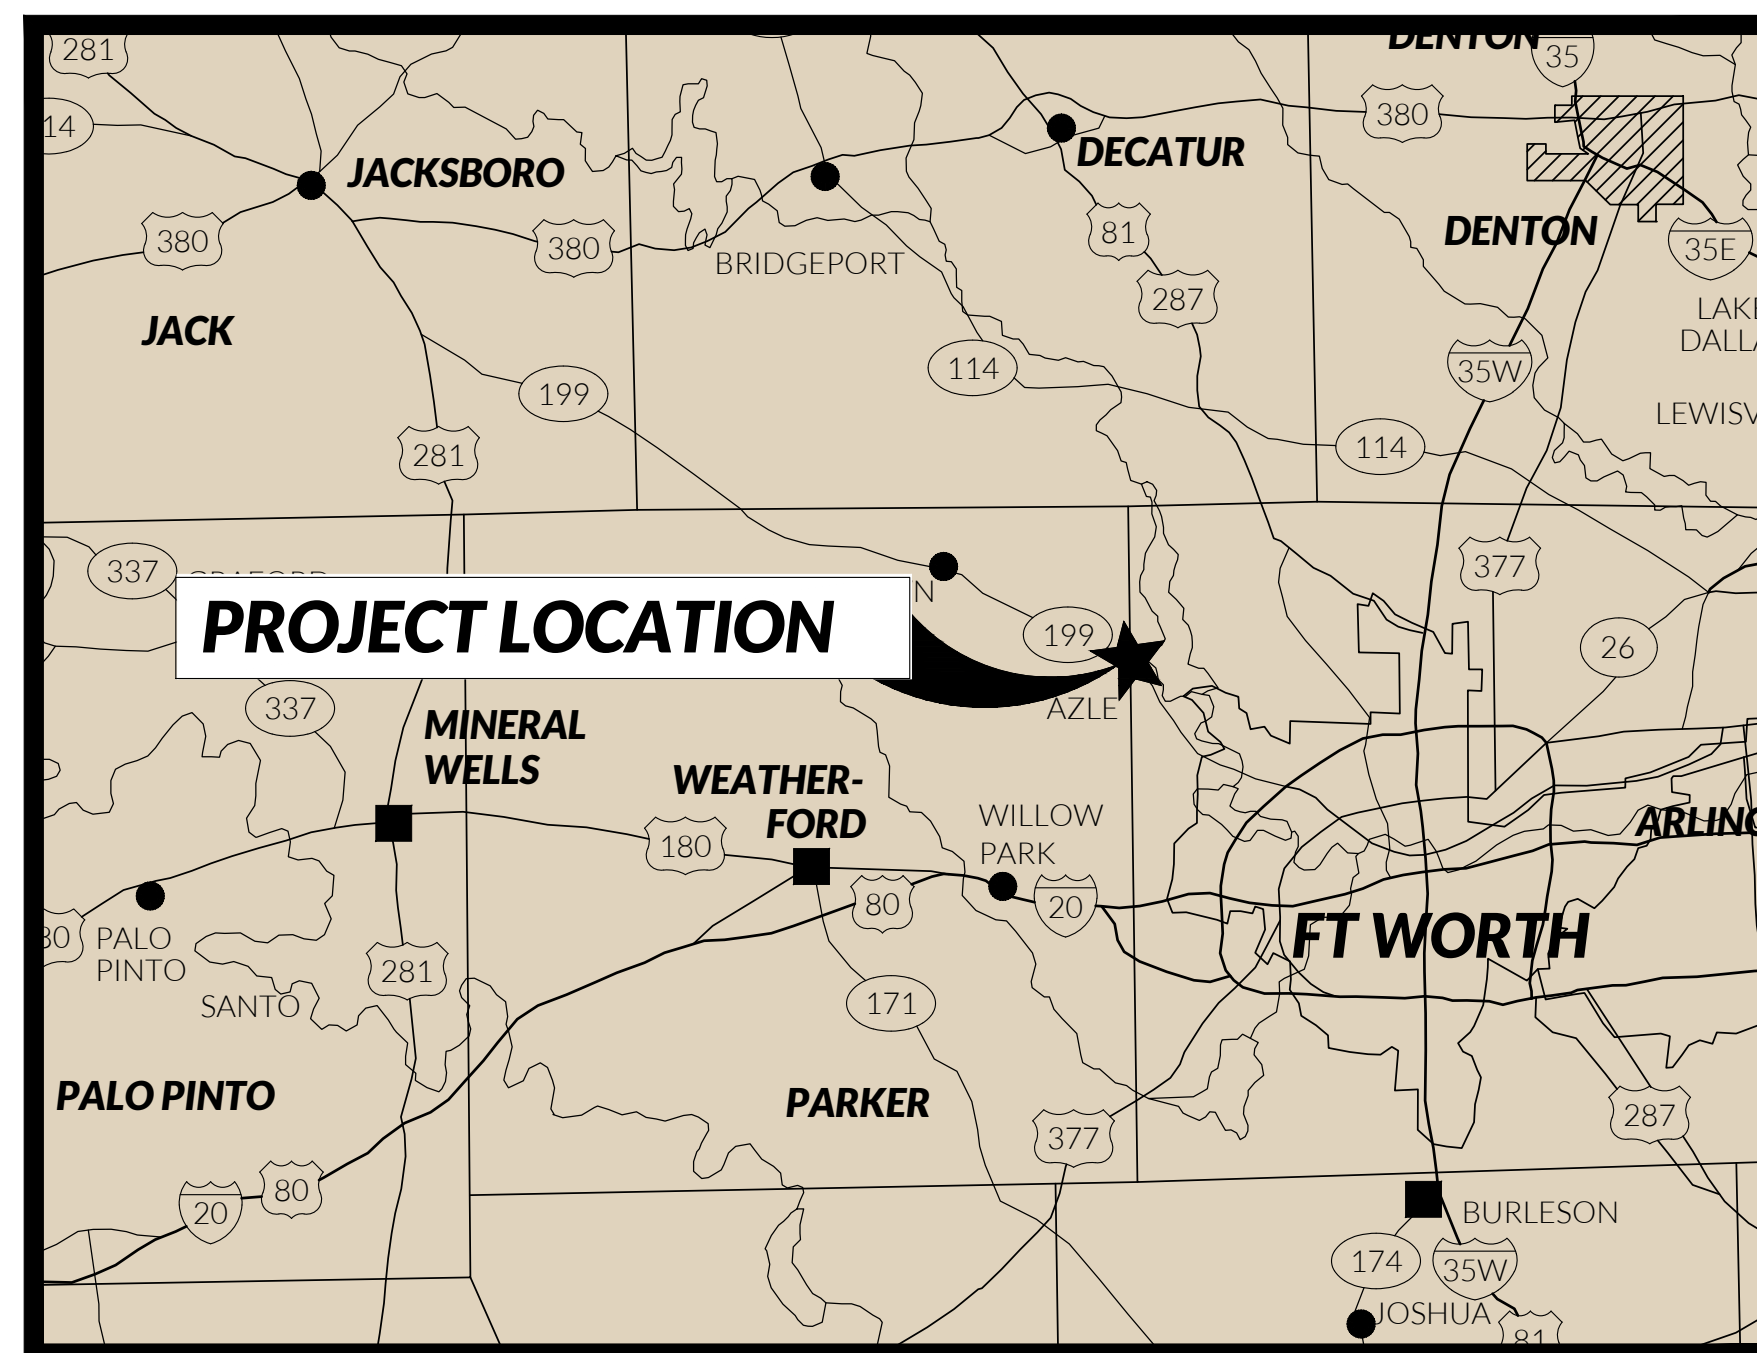 281
DENTON
35
14
380
JACKSBORO
DECATUR
380
380
81
DENTON
35E
BRIDGEPORT
287
JACK
LAKE
DALLA
35W
114
199
LEWISV
281
114
337
377
N
PROJECT LOCATION
199
26
337
AZLE
MINERAL
WELLS
WEATHER-
FORD
WILLOW
PARK
ARLING
180
80
20
FT WORTH
80
PALO
PINTO
281
SANTO
171
PALO PINTO
PARKER
287
377
80
20
BURLESON
174
35W
JOSHUA
81